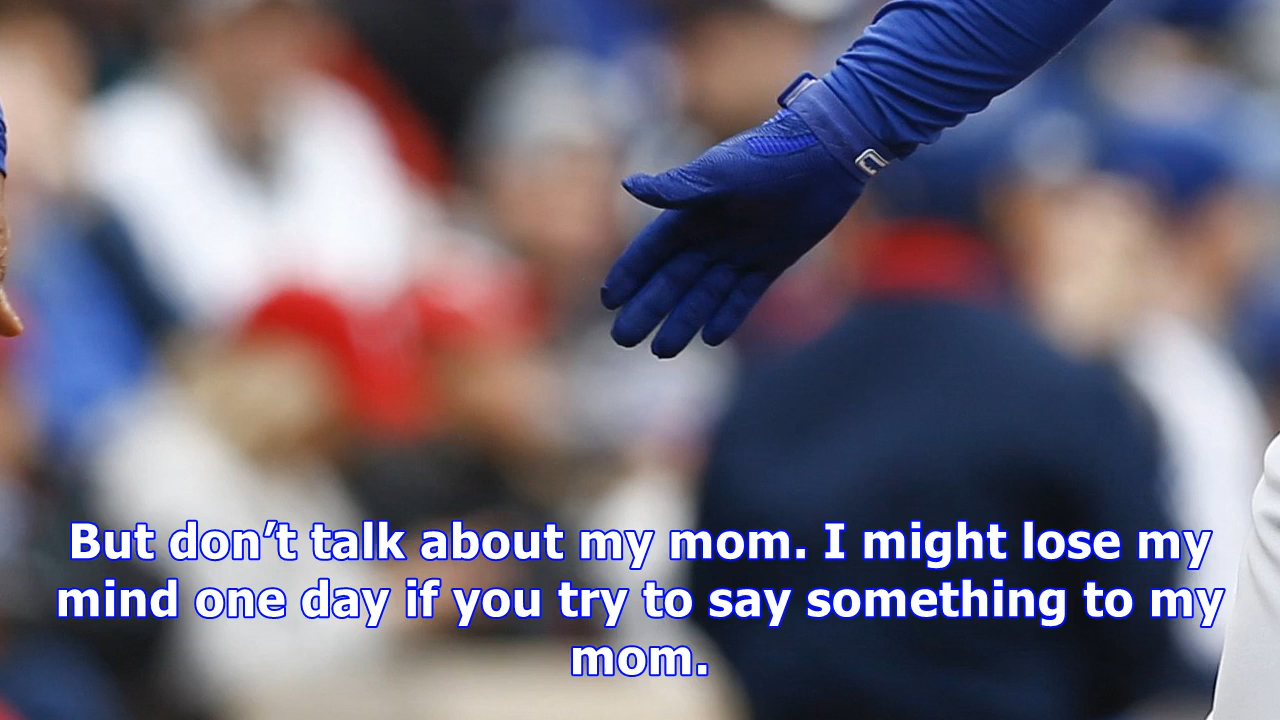 But don’t talk about my mom. I might lose my
mind one day if you try to say something to my
mom.